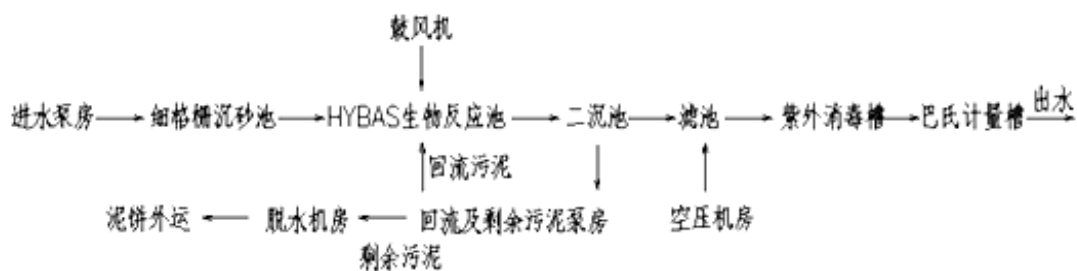 鼓风机
进水泵房 细格栅沉砂池 HYBAS生物反应池 二沉池 滤池 紫外消毒槽 巴氏计量槽 出水
回流污泥
泥饼外运 脱水机房 回流及剩余污泥泵房 空压机房
剩余污泥